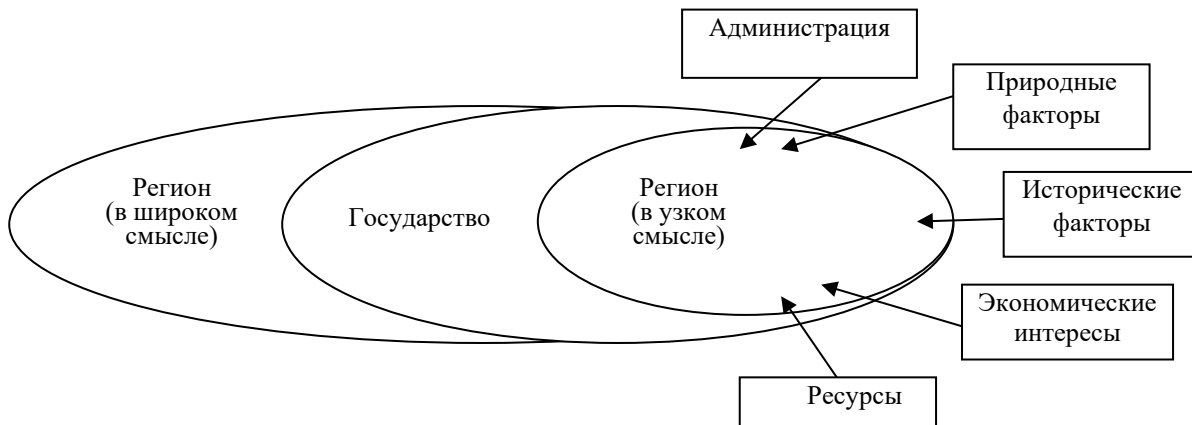 Администрация
Природные
факторы
Регион
(в широком
смысле)
Государство
Регион
(в узком
смысле)
Исторические
факторы
Экономические
интересы
Ресурсы